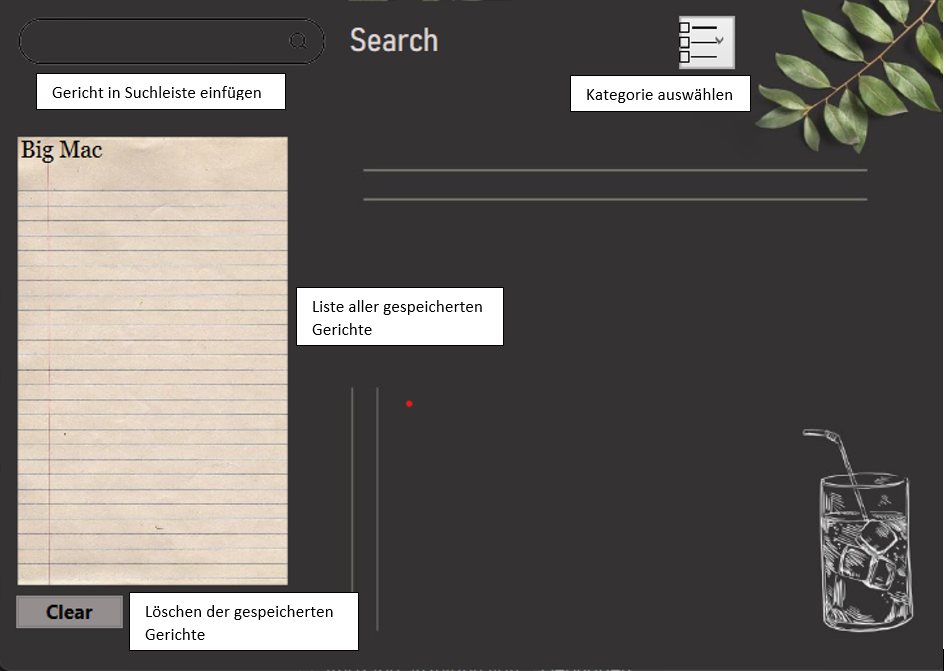 Search
Gericht in Suchleiste einfügen
Kategorie auswählen
Big Mac
Liste aller gespeicherten
Gerichte
Clear
Löschen der gespeicherten
Gerichte